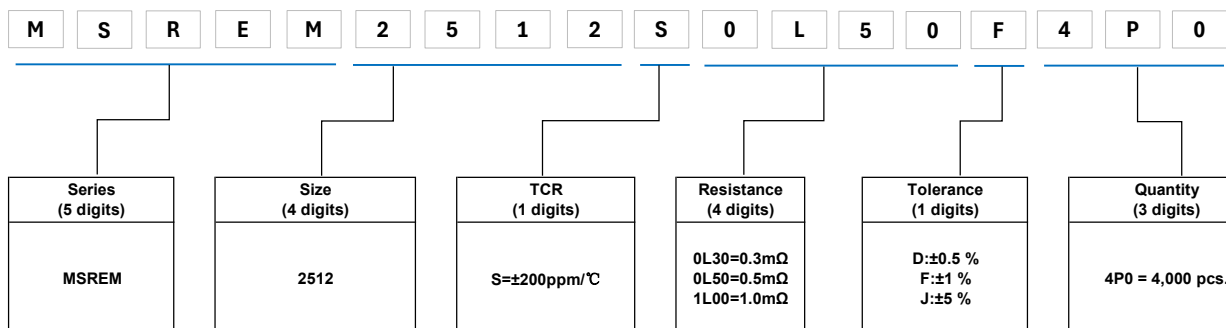 M S R E M 2 5 1 2 S 0 L 5 0 F 4 P 0
Series
(5 digits)
MSREM
Size
(4 digits)
2512
TCR
(1 digits)
S=±200ppm/℃
Resistance
(4 digits)
0L30=0.3mΩ
0L50=0.5mΩ
1L00=1.0mΩ
Tolerance
(1 digits)
D:±0.5 %
F:±1 %
J:±5 %
Quantity
(3 digits)
4P0 = 4,000 pcs.